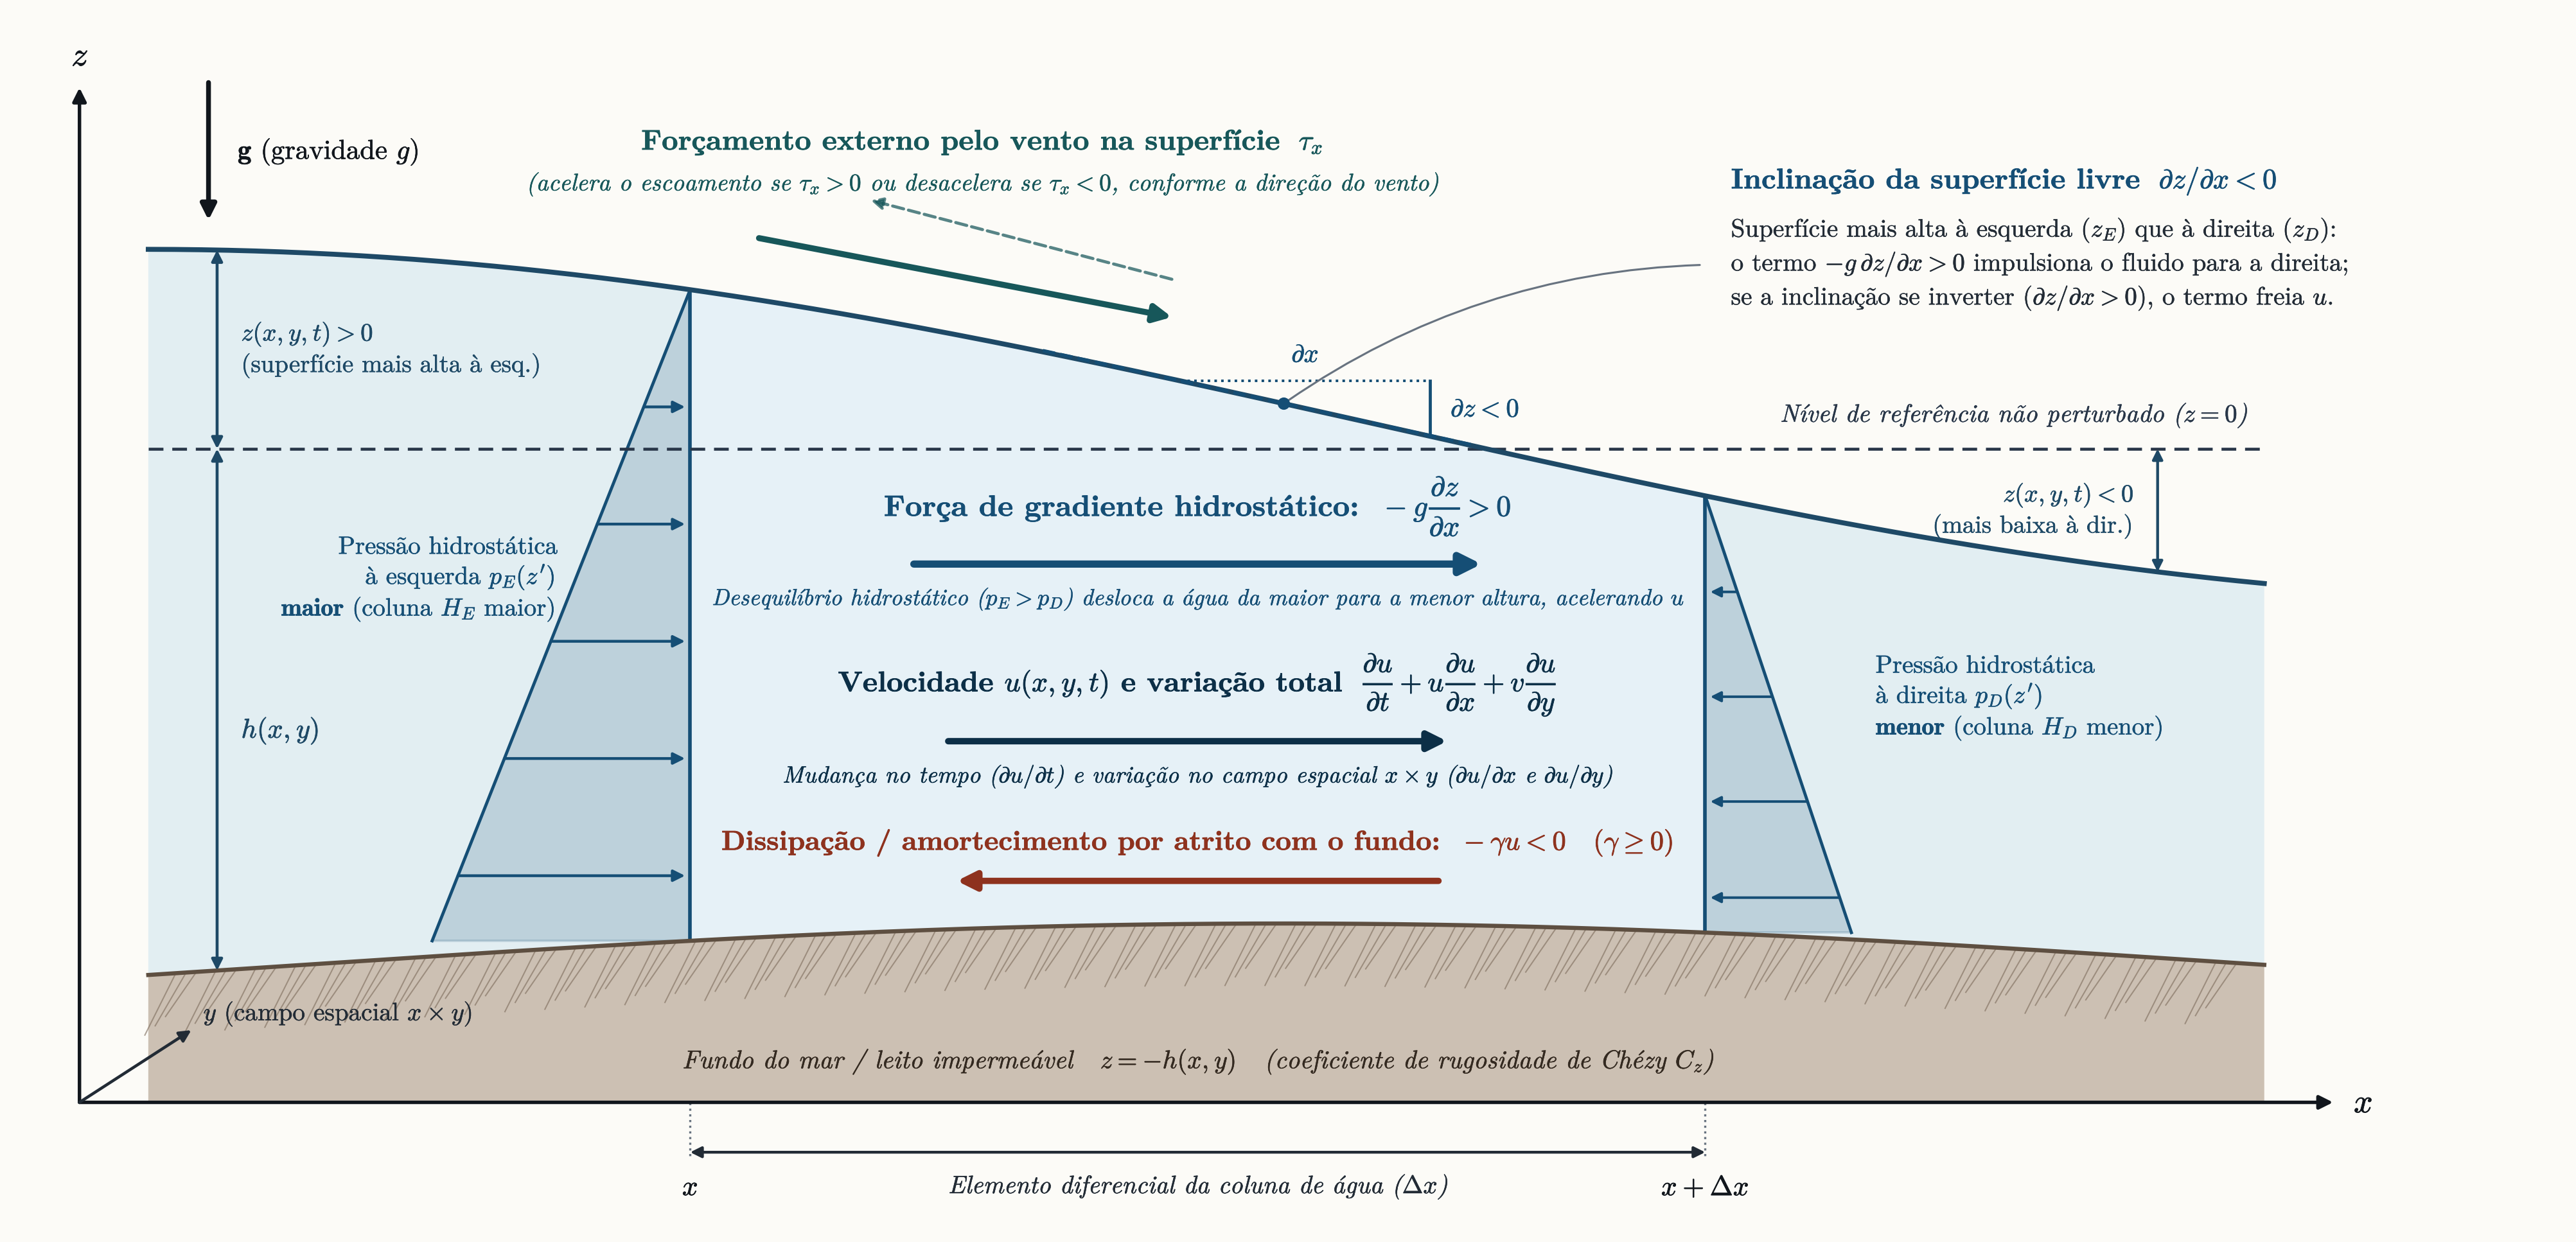 z
g (gravidade g)
Forçamento externo pelo vento na superfície τₓ
(acelera o escoamento se τₓ > 0 ou desacelera se τₓ < 0, conforme a direção do vento)
Inclinação da superfície livre ∂z/∂x < 0
Superfície mais alta à esquerda (z_E) que à direita (z_D):
o termo −g ∂z/∂x > 0 impulsiona o fluido para a direita;
se a inclinação se inverter (∂z/∂x > 0), o termo freia u.
z(x, y, t) > 0
(superfície mais alta à esq.)
∂x
∂z < 0
Nível de referência não perturbado (z = 0)
z(x, y, t) < 0
(mais baixa à dir.)
Força de gradiente hidrostático: − g ∂z/∂x > 0
Desequilíbrio hidrostático (p_E > p_D) desloca a água da maior para a menor altura, acelerando u
Pressão hidrostática
à esquerda p_E(z′)
maior (coluna H_E maior)
h(x, y)
Velocidade u(x, y, t) e variação total ∂u/∂t + u ∂u/∂x + v ∂u/∂y
Mudança no tempo (∂u/∂t) e variação no campo espacial x × y (∂u/∂x e ∂u/∂y)
Pressão hidrostática
à direita p_D(z′)
menor (coluna H_D menor)
Dissipação / amortecimento por atrito com o fundo: − γu < 0 (γ ≥ 0)
y (campo espacial x × y)
Fundo do mar / leito impermeável z = −h(x, y) (coeficiente de rugosidade de Chézy C_z)
x
x
Elemento diferencial da coluna de água (Δx)
x + Δx